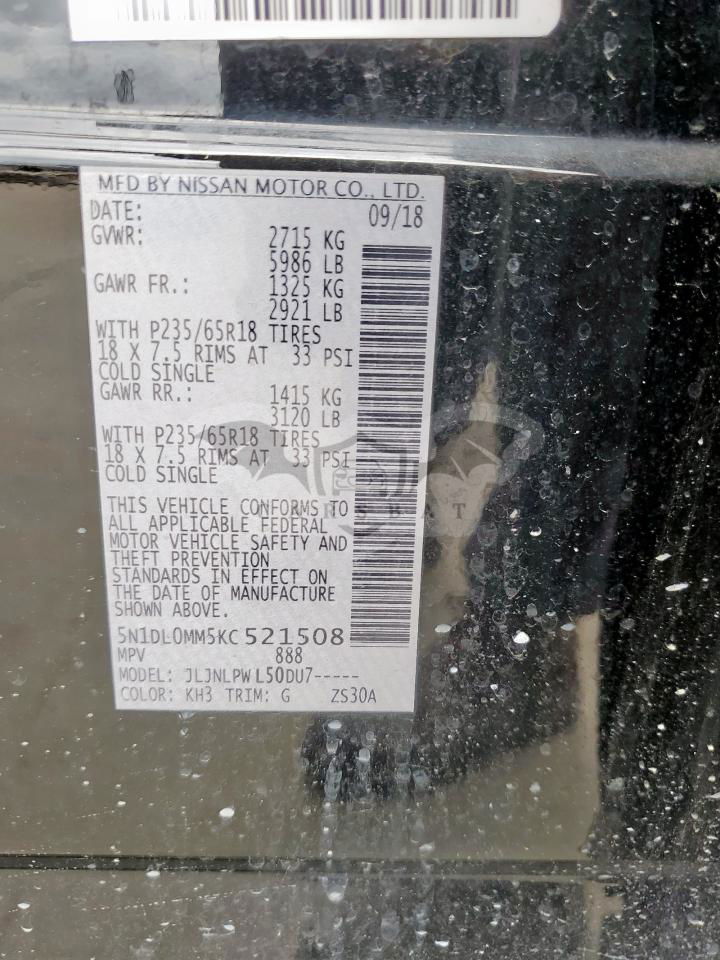 MFD BY NISSAN MOTOR CO., LTD.
DATE: 09/18
GVWR: 2715 KG
5986 LB
GAWR FR.: 1325 KG
2921 LB
WITH P235/65R18 TIRES
18 X 7.5 RIMS AT 33 PSI
COLD SINGLE
GAWR RR.: 1415 KG
3120 LB
WITH P235/65R18 TIRES
18 X 7.5 RIMS AT 33 PSI
COLD SINGLE
THIS VEHICLE CONFORMS TO
ALL APPLICABLE FEDERAL
MOTOR VEHICLE SAFETY AND
THEFT PREVENTION
STANDARDS IN EFFECT ON
THE DATE OF MANUFACTURE
SHOWN ABOVE.
5N1DL0MM5KC521508
MPV 888
MODEL: JLJNLPW L50DU7-----
COLOR: KH3 TRIM: G ZS30A